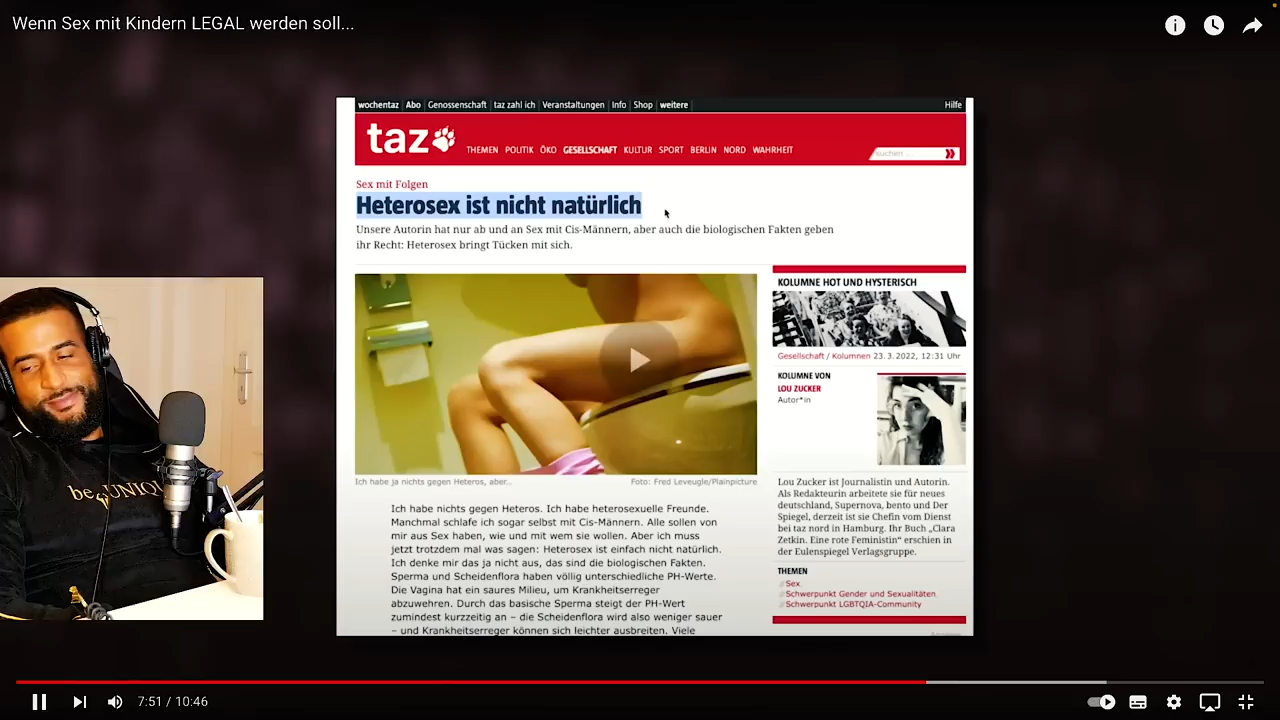 Wenn Sex mit Kindern LEGAL werden soll...
wochentaz Abo Genossenschaft taz zahl ich Veranstaltungen Info Shop weitere Hilfe
taz
THEMEN POLITIK ÖKO GESELLSCHAFT KULTUR SPORT BERLIN NORD WAHRHEIT
suchen ...
Sex mit Folgen
Heterosex ist nicht natürlich
Unsere Autorin hat nur ab und an Sex mit Cis-Männern, aber auch die biologischen Fakten geben
ihr Recht: Heterosex bringt Tücken mit sich.
Ich habe ja nichts gegen Heteros, aber..
Foto: Fred Leveugle/Plainpicture
Ich habe nichts gegen Heteros. Ich habe heterosexuelle Freunde.
Manchmal schlafe ich sogar selbst mit Cis-Männern. Alle sollen von
mir aus Sex haben, wie und mit wem sie wollen. Aber ich muss
jetzt trotzdem mal was sagen: Heterosex ist einfach nicht natürlich.
Ich denke mir das ja nicht aus, das sind die biologischen Fakten.
Sperma und Scheidenflora haben völlig unterschiedliche PH-Werte.
Die Vagina hat ein saures Milieu, um Krankheitserreger
abzuwehren. Durch das basische Sperma steigt der PH-Wert
zumindest kurzzeitig an – die Scheidenflora wird also weniger sauer
– und Krankheitserreger können sich leichter ausbreiten. Viele
KOLUMNE HOT UND HYSTERISCH
Gesellschaft / Kolumnen 23.3.2022, 12:31 Uhr
KOLUMNE VON
LOU ZUCKER
Autor*in
Lou Zucker ist Journalistin und Autorin.
Als Redakteurin arbeitete sie für neues
deutschland, Supernova, bento und Der
Spiegel, derzeit ist sie Chefin vom Dienst
bei taz nord in Hamburg. Ihr Buch „Clara
Zetkin. Eine rote Feministin“ erschien in
der Eulenspiegel Verlagsgruppe.
THEMEN
#Sex,
#Schwerpunkt Gender und Sexualitäten,
#Schwerpunkt LGBTQIA-Community
be UNIQU
7:51 / 10:46